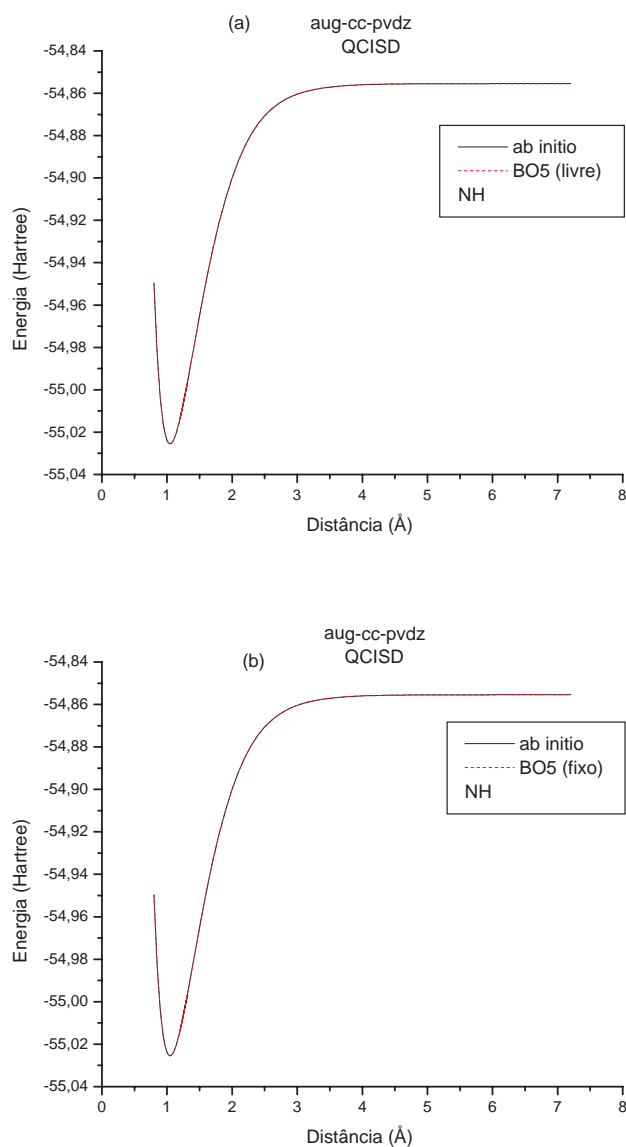 (a)
aug-cc-pvdz
QCISD
-54,84
-54,86
-54,88
-54,90
-54,92
-54,94
-54,96
-54,98
-55,00
-55,02
-55,04
Energia (Hartree)
ab initio
BO5 (livre)
NH
0 1 2 3 4 5 6 7 8
Distância (Å)
aug-cc-pvdz
QCISD
(b)
-54,84
-54,86
-54,88
-54,90
-54,92
-54,94
-54,96
-54,98
-55,00
-55,02
-55,04
Energia (Hartree)
ab initio
BO5 (fixo)
NH
0 1 2 3 4 5 6 7 8
Distância (Å)